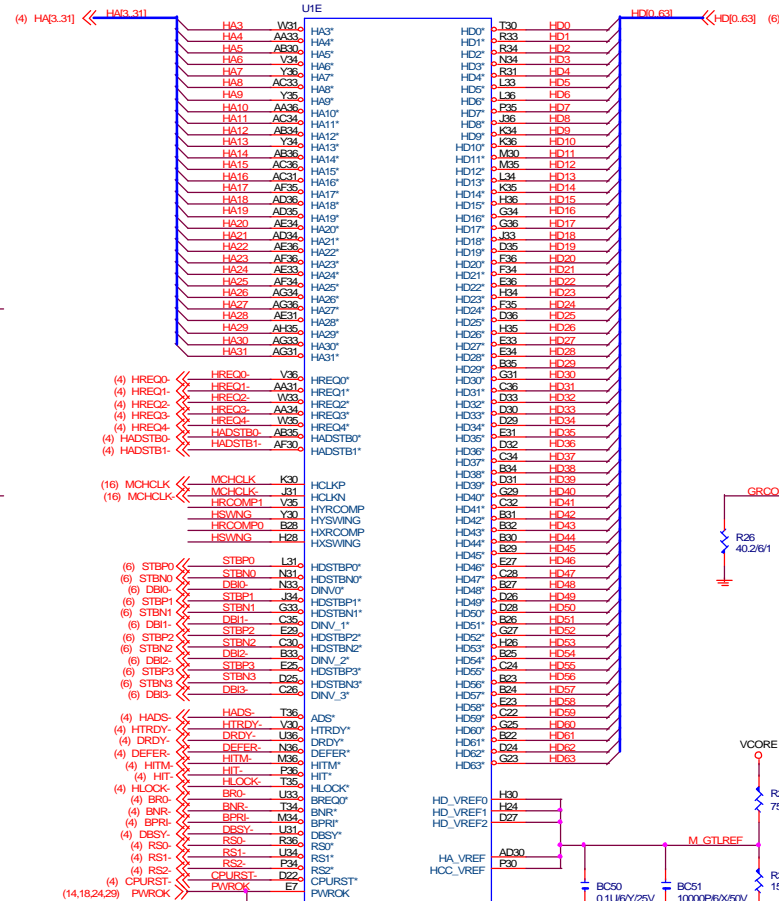 U1E
(4) HA[3..31] HA[3..31]
HA3 W31 HA3*
HA4 AA33 HA4*
HA5 AB30 HA5*
HA6 V34 HA6*
HA7 Y36 HA7*
HA8 AC33 HA8*
HA9 Y35 HA9*
HA10 AA36 HA10*
HA11 AC34 HA11*
HA12 AB34 HA12*
HA13 Y34 HA13*
HA14 AB36 HA14*
HA15 AC36 HA15*
HA16 AC31 HA16*
HA17 AF35 HA17*
HA18 AD36 HA18*
HA19 AD35 HA19*
HA20 AE34 HA20*
HA21 AD34 HA21*
HA22 AE36 HA22*
HA23 AF36 HA23*
HA24 AE33 HA24*
HA25 AF34 HA25*
HA26 AG34 HA26*
HA27 AG36 HA27*
HA28 AE31 HA28*
HA29 AH35 HA29*
HA30 AG33 HA30*
HA31 AG31 HA31*
(4) HREQ0- HREQ0- V36 HREQ0*
(4) HREQ1- HREQ1- AA31 HREQ1*
(4) HREQ2- HREQ2- W33 HREQ2*
(4) HREQ3- HREQ3- AA34 HREQ3*
(4) HREQ4- HREQ4- W35 HREQ4*
(4) HADSTB0- HADSTB0- AB35 HADSTB0*
(4) HADSTB1- HADSTB1- AF30 HADSTB1*
(16) MCHCLK MCHCLK K30 HCLKP
(16) MCHCLK- MCHCLK- J31 HCLKN
HRCOMP1 V35 HYRCOMP
HSWNG Y30 HYSWING
HRCOMP0 B28 HXRCOMP
HSWNG H28 HXSWING
(6) STBP0 STBP0 L31 HDSTBP0*
(6) STBN0 STBN0 N31 HDSTBN0*
(6) DBI0- DBI0- N33 DINV0*
(6) STBP1 STBP1 J34 HDSTBP1*
(6) STBN1 STBN1 G33 HDSTBN1*
(6) DBI1- DBI1- C35 DINV_1*
(6) STBP2 STBP2 E29 HDSTBP2*
(6) STBN2 STBN2 C30 HDSTBN2*
(6) DBI2- DBI2- B33 DINV_2*
(6) STBP3 STBP3 E25 HDSTBP3*
(6) STBN3 STBN3 D25 HDSTBN3*
(6) DBI3- DBI3- C26 DINV_3*
(4) HADS- HADS- T36 ADS*
(4) HTRDY- HTRDY- V30 HTRDY*
(4) DRDY- DRDY- U36 DRDY*
(4) DEFER- DEFER- N36 DEFER*
(4) HITM- HITM- M36 HITM*
(4) HIT- HIT- P36 HIT*
(4) HLOCK- HLOCK- T35 HLOCK*
(4) BR0- BR0- U33 BREQ0*
(4) BNR- BNR- T34 BNR*
(4) BPRI- BPRI- M34 BPRI*
(4) DBSY- DBSY- U31 DBSY*
(4) RS0- RS0- R36 RS0*
(4) RS1- RS1- U34 RS1*
(4) RS2- RS2- P34 RS2*
(4) CPURST- CPURST- D22 CPURST*
(14,18,24,29) PWROK PWROK E7 PWROK
HD[0..63] HD[0..63] (6)
HD0* T30 HD0
HD1* R33 HD1
HD2* R34 HD2
HD3* N34 HD3
HD4* R31 HD4
HD5* L33 HD5
HD6* L36 HD6
HD7* P35 HD7
HD8* J36 HD8
HD9* K34 HD9
HD10* K36 HD10
HD11* M30 HD11
HD12* M35 HD12
HD13* L34 HD13
HD14* K35 HD14
HD15* H36 HD15
HD16* G34 HD16
HD17* G36 HD17
HD18* J33 HD18
HD19* D35 HD19
HD20* F36 HD20
HD21* F34 HD21
HD22* E36 HD22
HD23* H34 HD23
HD24* F35 HD24
HD25* D36 HD25
HD26* H35 HD26
HD27* E33 HD27
HD28* E34 HD28
HD29* B35 HD29
HD30* G31 HD30
HD31* C36 HD31
HD32* D33 HD32
HD33* D30 HD33
HD34* D29 HD34
HD35* E31 HD35
HD36* D32 HD36
HD37* C34 HD37
HD38* B34 HD38
HD39* D31 HD39
HD40* G29 HD40
HD41* C32 HD41
HD42* B31 HD42
HD43* B32 HD43
HD44* B30 HD44
HD45* B29 HD45
HD46* E27 HD46
HD47* C28 HD47
HD48* B27 HD48
HD49* D26 HD49
HD50* D28 HD50
HD51* B26 HD51
HD52* G27 HD52
HD53* H26 HD53
HD54* B25 HD54
HD55* C24 HD55
HD56* B23 HD56
HD57* B24 HD57
HD58* E23 HD58
HD59* C22 HD59
HD60* G25 HD60
HD61* B22 HD61
HD62* D24 HD62
HD63* G23 HD63
HD_VREF0 H30
HD_VREF1 H24
HD_VREF2 D27
HA_VREF AD30
HCC_VREF P30
GRCO
R26
40.2/6/1
VCORE
M_GTLREF
BC50
0.1U/6/Y/25V
BC51
10000P/6/X/50V